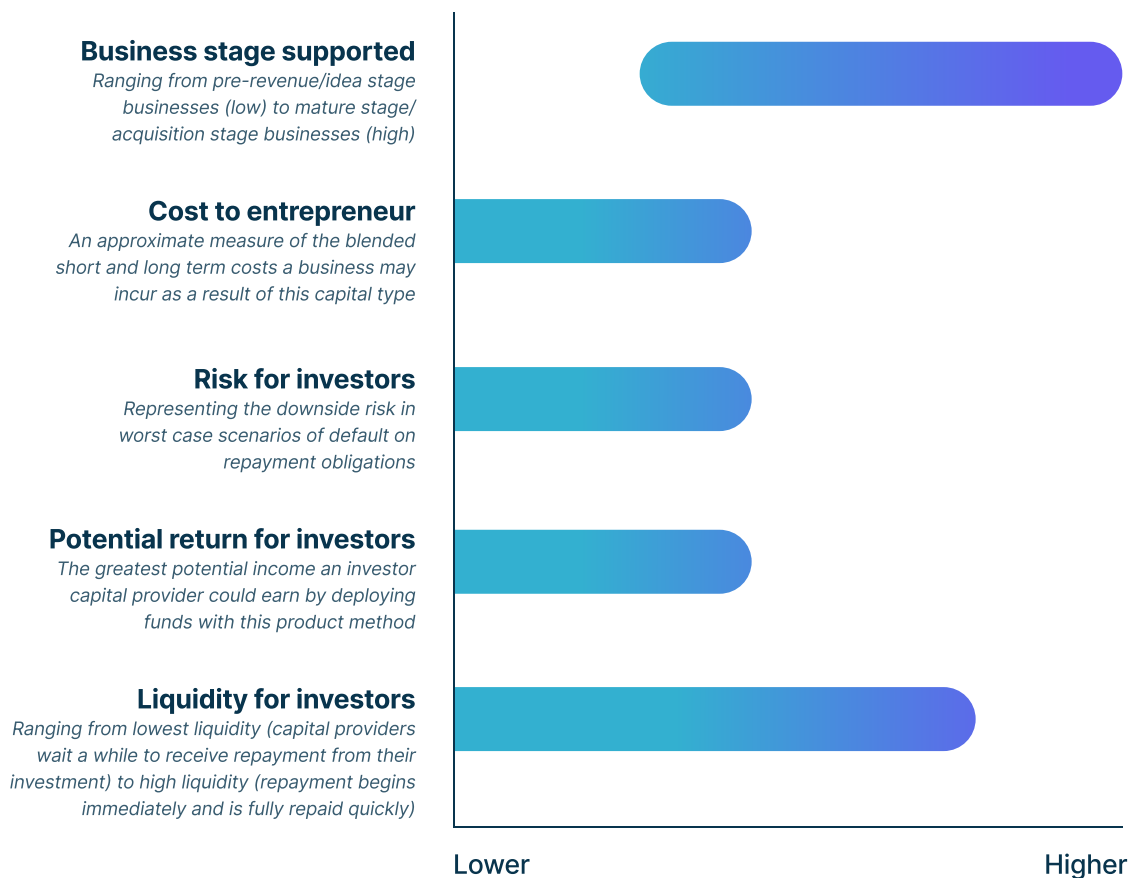 Business stage supported
Ranging from pre-revenue/idea stage
businesses (low) to mature stage/
acquisition stage businesses (high)
Cost to entrepreneur
An approximate measure of the blended
short and long term costs a business may
incur as a result of this capital type
Risk for investors
Representing the downside risk in
worst case scenarios of default on
repayment obligations
Potential return for investors
The greatest potential income an investor
capital provider could earn by deploying
funds with this product method
Liquidity for investors
Ranging from lowest liquidity (capital providers
wait a while to receive repayment from their
investment) to high liquidity (repayment begins
immediately and is fully repaid quickly)
Lower
Higher